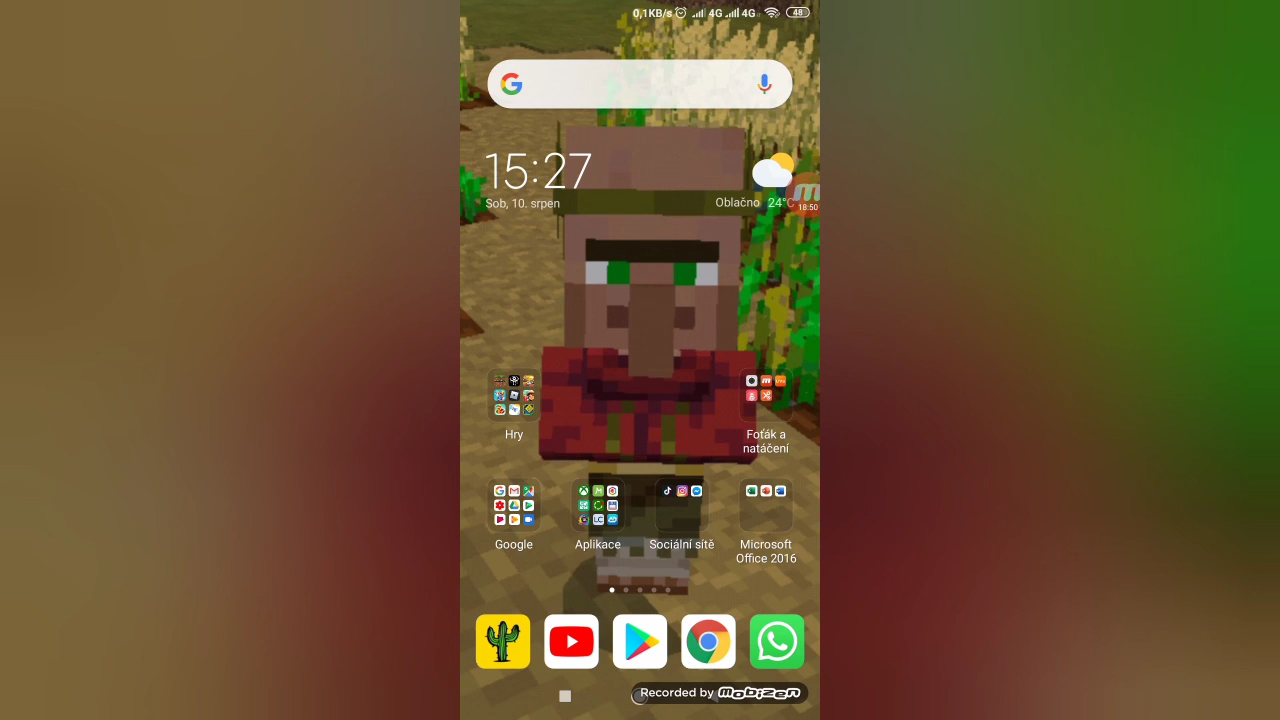 0,1KB/s 4G 4G 48
15:27
Sob, 10. srpen
Oblačno 24°C
18:50
Hry
Foťák a
natáčení
Google
Aplikace
Sociální sítě
Microsoft
Office 2016
Recorded by mobizen